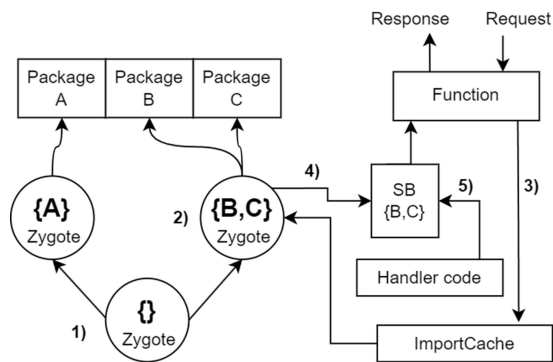 Response Request
Package A
Package B
Package C
Function
4)
{A}
Zygote
2)
{B,C}
Zygote
SB
{B,C}
5)
3)
Handler code
1)
{}
Zygote
ImportCache